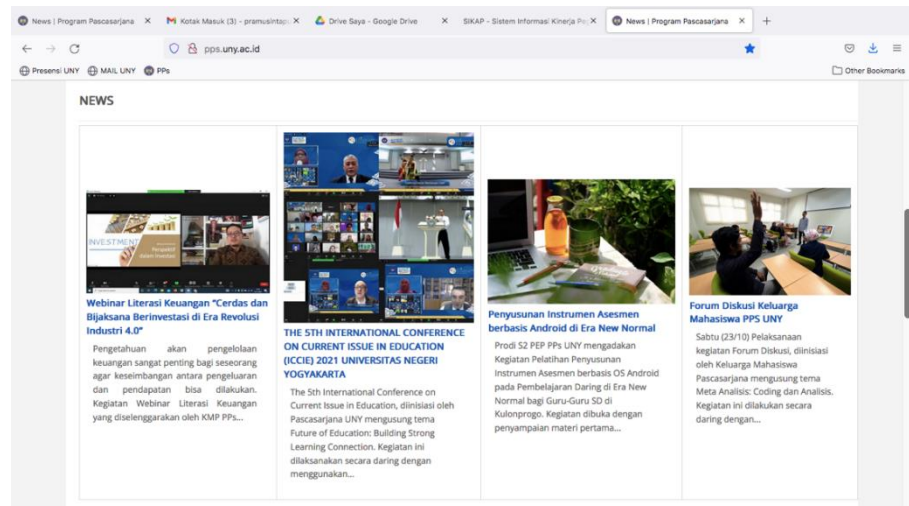 News | Program Pascasarjana
Kotak Masuk (3) - pramusintap
Drive Saya - Google Drive
SIKAP - Sistem Informasi Kinerja Pe
News | Program Pascasarjana
pps.uny.ac.id
Presensi UNY
MAIL UNY
PPs
Other Bookmarks
NEWS
INVESTMENT
Perspektif
dalam Investasi
Webinar Literasi Keuangan “Cerdas dan
Bijaksana Berinvestasi di Era Revolusi
Industri 4.0”
Pengetahuan akan pengelolaan
keuangan sangat penting bagi seseorang
agar keseimbangan antara pengeluaran
dan pendapatan bisa dilakukan.
Kegiatan Webinar Literasi Keuangan
yang diselenggarakan oleh KMP PPs...
THE 5TH INTERNATIONAL CONFERENCE
ON CURRENT ISSUE IN EDUCATION
(ICCIE) 2021 UNIVERSITAS NEGERI
YOGYAKARTA
The 5th International Conference on
Current Issue in Education, diinisiasi oleh
Pascasarjana UNY mengusung tema
Future of Education: Building Strong
Learning Connection. Kegiatan ini
dilaksanakan secara daring dengan
menggunakan...
Penyusunan Instrumen Asesmen
berbasis Android di Era New Normal
Prodi S2 PEP PPs UNY mengadakan
Kegiatan Pelatihan Penyusunan
Instrumen Asesmen berbasis OS Android
pada Pembelajaran Daring di Era New
Normal bagi Guru-Guru SD di
Kulonprogo. Kegiatan dibuka dengan
penyampaian materi pertama...
Forum Diskusi Keluarga
Mahasiswa PPS UNY
Sabtu (23/10) Pelaksanaan
kegiatan Forum Diskusi, diinisiasi
oleh Keluarga Mahasiswa
Pascasarjana mengusung tema
Meta Analisis: Coding dan Analisis.
Kegiatan ini dilakukan secara
daring dengan...